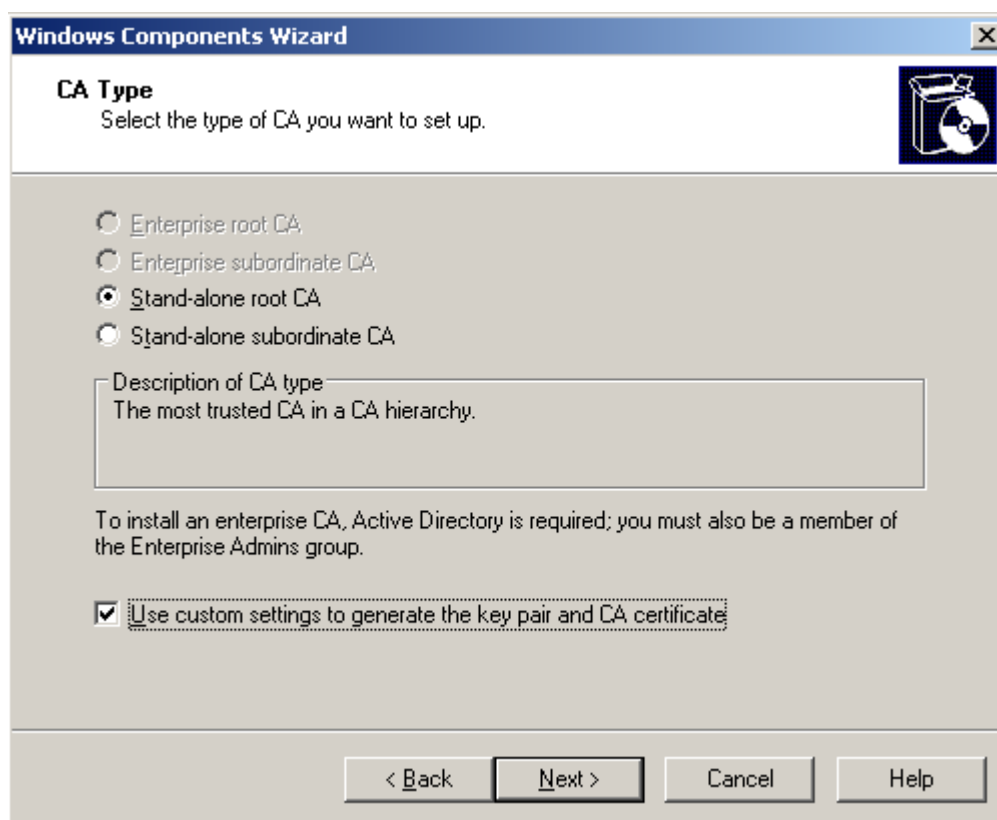 Windows Components Wizard
CA Type
Select the type of CA you want to set up.
Enterprise root CA
Enterprise subordinate CA
Stand-alone root CA
Stand-alone subordinate CA
Description of CA type
The most trusted CA in a CA hierarchy.
To install an enterprise CA, Active Directory is required; you must also be a member of
the Enterprise Admins group.
Use custom settings to generate the key pair and CA certificate
< Back
Next >
Cancel
Help